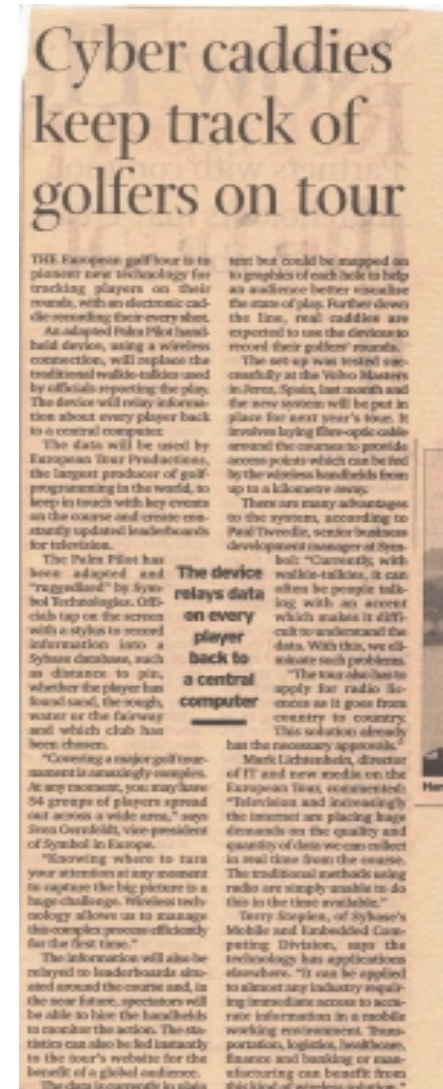 Cyber caddies
keep track of
golfers on tour
THE European golf tour is to
pioneer new technology for
tracking players on their
rounds, with an electronic cad-
die recording their every shot.
An adapted Palm Pilot hand-
held device, using a wireless
connection, will replace the
traditional walkie-talkies used
by officials reporting the play.
The device will relay informa-
tion about every player back
to a central computer.
The data will be used by
European Tour Productions,
the largest producer of golf
programming in the world, to
keep in touch with key events
on the course and create con-
stantly updated leaderboards
for television.
The Palm Pilot has
been adapted and
"ruggedised" by Sym-
bol Technologies. Offi-
cials tap on the screen
with a stylus to record
information into a
Sybase database, such
as distance to pin,
whether the player has
found sand, the rough,
water or the fairway
and which club has
been chosen.
"Covering a major golf tour-
nament is amazingly complex.
At any moment, you may have
54 groups of players spread
out across a wide area," says
Sven Cornfeldt, vice-president
of Symbol in Europe.
"Knowing where to turn
your attention at any moment
to capture the big picture is a
huge challenge. Wireless tech-
nology allows us to manage
this complex process efficiently
for the first time."
The information will also be
relayed to leaderboards situ-
ated around the course and, in
the near future, spectators will
be able to hire the handhelds
to monitor the action. The sta-
tistics can also be fed instantly
to the tour's website for the
benefit of a global audience.
The data is currently in plain
text but could be mapped on
to graphics of each hole to help
an audience better visualise
the state of play. Further down
the line, real caddies are
expected to use the devices to
record their golfers' rounds.
The set-up was tested suc-
cessfully at the Volvo Masters
in Jerez, Spain, last month and
the new system will be put in
place for next year's tour. It
involves laying fibre-optic cable
around the courses to provide
access points which can be fed
by the wireless handhelds from
up to a kilometre away.
There are many advantages
to the system, according to
Paul Tweedle, senior business
development manager at Sym-
bol: "Currently, with
walkie-talkies, it can
often be people talk-
ing with an accent
which makes it diffi-
cult to understand the
data. With this, we eli-
minate such problems.
"The tour also has to
apply for radio lic-
ences as it goes from
country to country.
This solution already
has the necessary approvals."
Mark Lichtenhein, director
of IT and new media on the
European Tour, commented:
"Television and increasingly
the internet are placing huge
demands on the quality and
quantity of data we can collect
in real time from the course.
The traditional methods using
radio are simply unable to do
this in the time available."
Terry Stepien, of Sybase's
Mobile and Embedded Com-
puting Division, says the
technology has applications
elsewhere. "It can be applied
to almost any industry requir-
ing immediate access to accu-
rate information in a mobile
working environment. Trans-
portation, logistics, healthcare,
finance and banking or man-
ufacturing can benefit from
The device
relays data
on every
player
back to
a central
computer